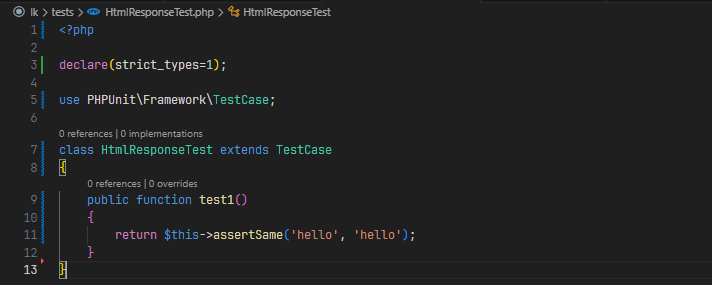 lk > tests > HtmlResponseTest.php > HtmlResponseTest
1 <?php
2
3 declare(strict_types=1);
4
5 use PHPUnit\Framework\TestCase;
6
0 references | 0 implementations
7 class HtmlResponseTest extends TestCase
8 {
0 references | 0 overrides
9 public function test1()
10 {
11 return $this->assertSame('hello', 'hello');
12 }
13 }